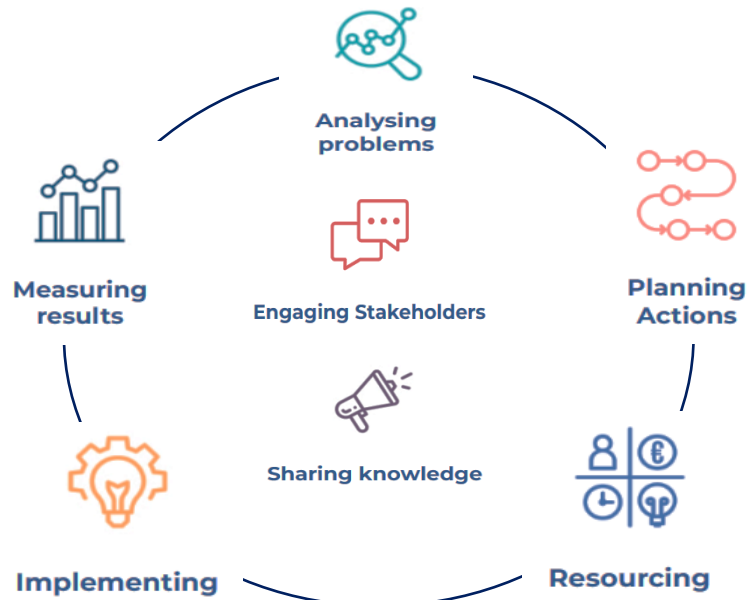 Analysing
problems
Planning
Actions
Resourcing
Implementing
Measuring
results
Engaging Stakeholders
Sharing knowledge
€